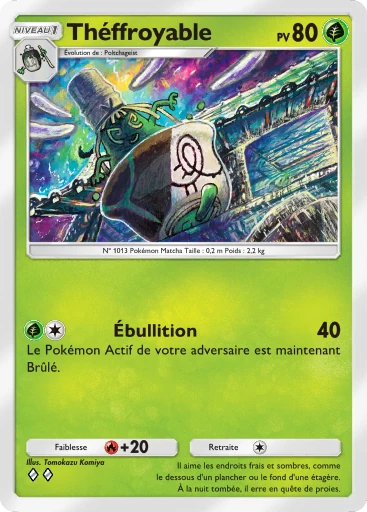 NIVEAU 1
Théffroyable
PV 80
Évolution de : Poltchageist
N° 1013 Pokémon Matcha Taille : 0,2 m Poids : 2,2 kg
Ébullition 40
Le Pokémon Actif de votre adversaire est maintenant
Brûlé.
Faiblesse +20 Retraite
Illus. Tomokazu Komiya
Il aime les endroits frais et sombres, comme
le dessous d'un plancher ou le fond d'une étagère.
À la nuit tombée, il erre en quête de proies.